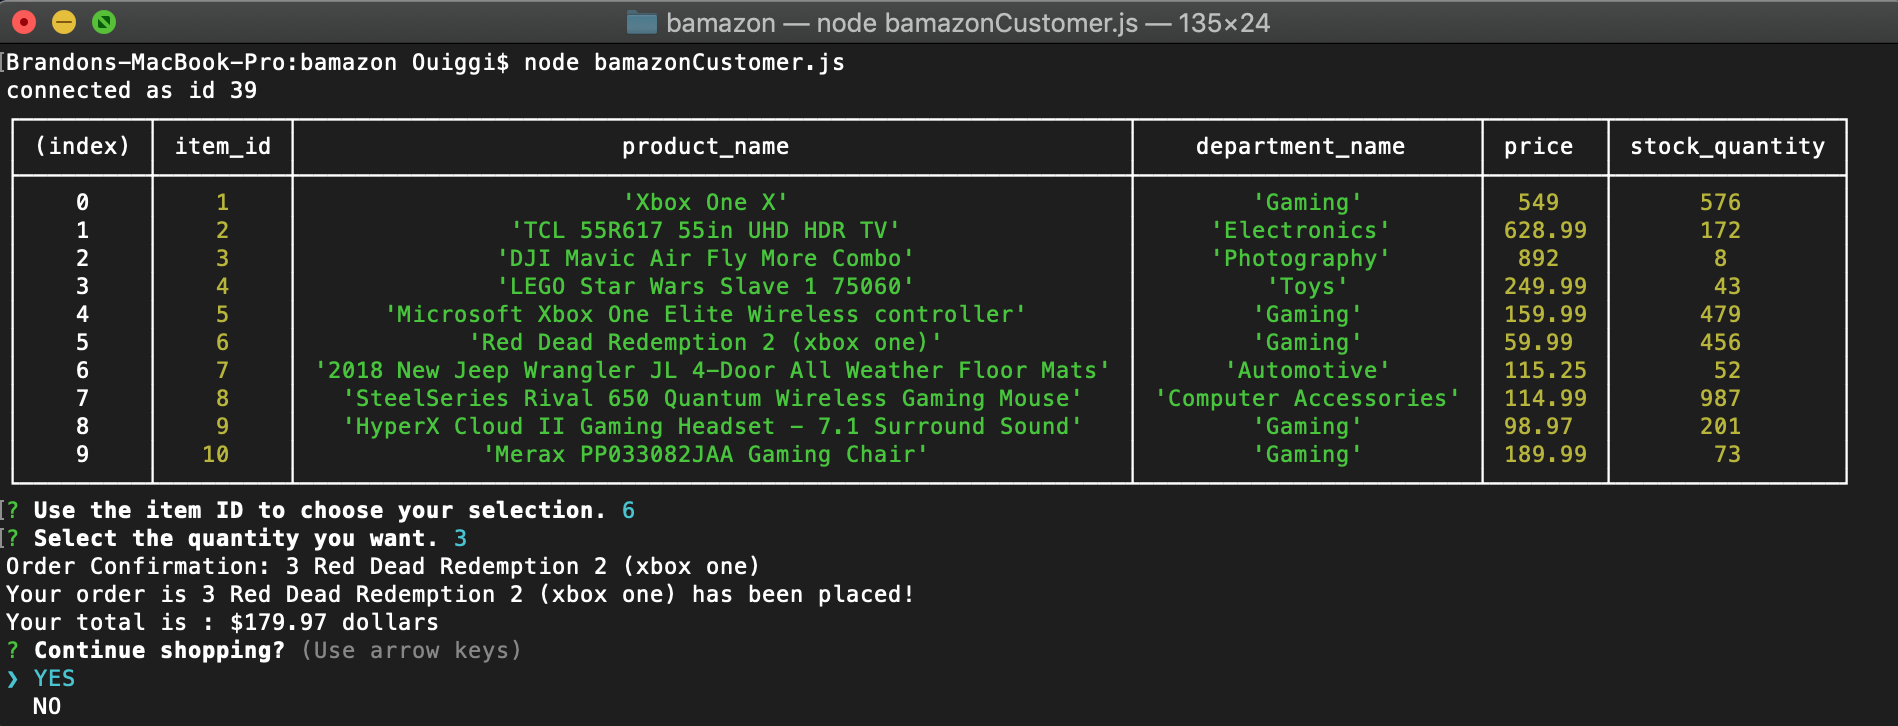 bamazon — node bamazonCustomer.js — 135×24
[Brandons-MacBook-Pro:bamazon Ouiggi$ node bamazonCustomer.js
connected as id 39
(index) item_id product_name department_name price stock_quantity
0 1 'Xbox One X' 'Gaming' 549 576
1 2 'TCL 55R617 55in UHD HDR TV' 'Electronics' 628.99 172
2 3 'DJI Mavic Air Fly More Combo' 'Photography' 892 8
3 4 'LEGO Star Wars Slave 1 75060' 'Toys' 249.99 43
4 5 'Microsoft Xbox One Elite Wireless controller' 'Gaming' 159.99 479
5 6 'Red Dead Redemption 2 (xbox one)' 'Gaming' 59.99 456
6 7 '2018 New Jeep Wrangler JL 4-Door All Weather Floor Mats' 'Automotive' 115.25 52
7 8 'SteelSeries Rival 650 Quantum Wireless Gaming Mouse' 'Computer Accessories' 114.99 987
8 9 'HyperX Cloud II Gaming Headset - 7.1 Surround Sound' 'Gaming' 98.97 201
9 10 'Merax PP033082JAA Gaming Chair' 'Gaming' 189.99 73
[? Use the item ID to choose your selection. 6
[? Select the quantity you want. 3
Order Confirmation: 3 Red Dead Redemption 2 (xbox one)
Your order is 3 Red Dead Redemption 2 (xbox one) has been placed!
Your total is : $179.97 dollars
? Continue shopping? (Use arrow keys)
❯ YES
NO